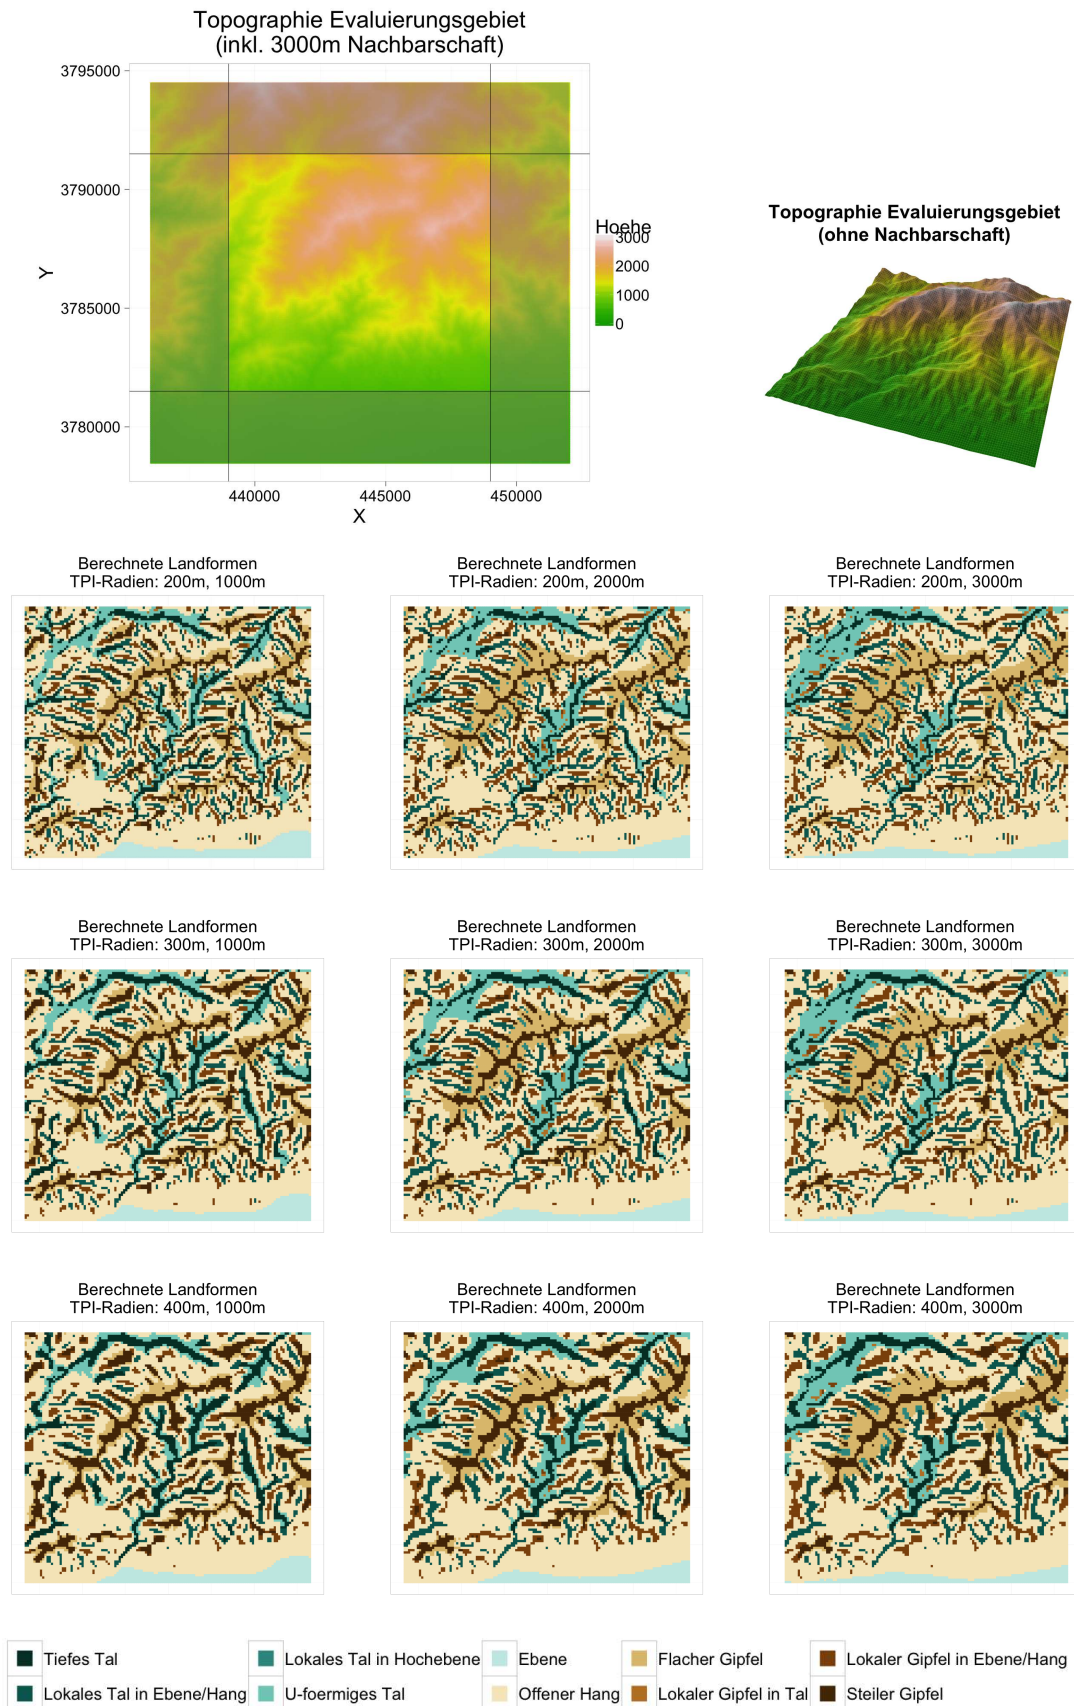 Topographie Evaluierungsgebiet
(inkl. 3000m Nachbarschaft)
3795000
3790000
3785000
3780000
Y
440000 445000 450000
X
Hoehe
3000
2000
1000
0
Topographie Evaluierungsgebiet
(ohne Nachbarschaft)
Berechnete Landformen
TPI-Radien: 200m, 1000m
Berechnete Landformen
TPI-Radien: 200m, 2000m
Berechnete Landformen
TPI-Radien: 200m, 3000m
Berechnete Landformen
TPI-Radien: 300m, 1000m
Berechnete Landformen
TPI-Radien: 300m, 2000m
Berechnete Landformen
TPI-Radien: 300m, 3000m
Berechnete Landformen
TPI-Radien: 400m, 1000m
Berechnete Landformen
TPI-Radien: 400m, 2000m
Berechnete Landformen
TPI-Radien: 400m, 3000m
Tiefes Tal Lokales Tal in Hochebene Ebene Flacher Gipfel Lokaler Gipfel in Ebene/Hang
Lokales Tal in Ebene/Hang U-foermiges Tal Offener Hang Lokaler Gipfel in Tal Steiler Gipfel